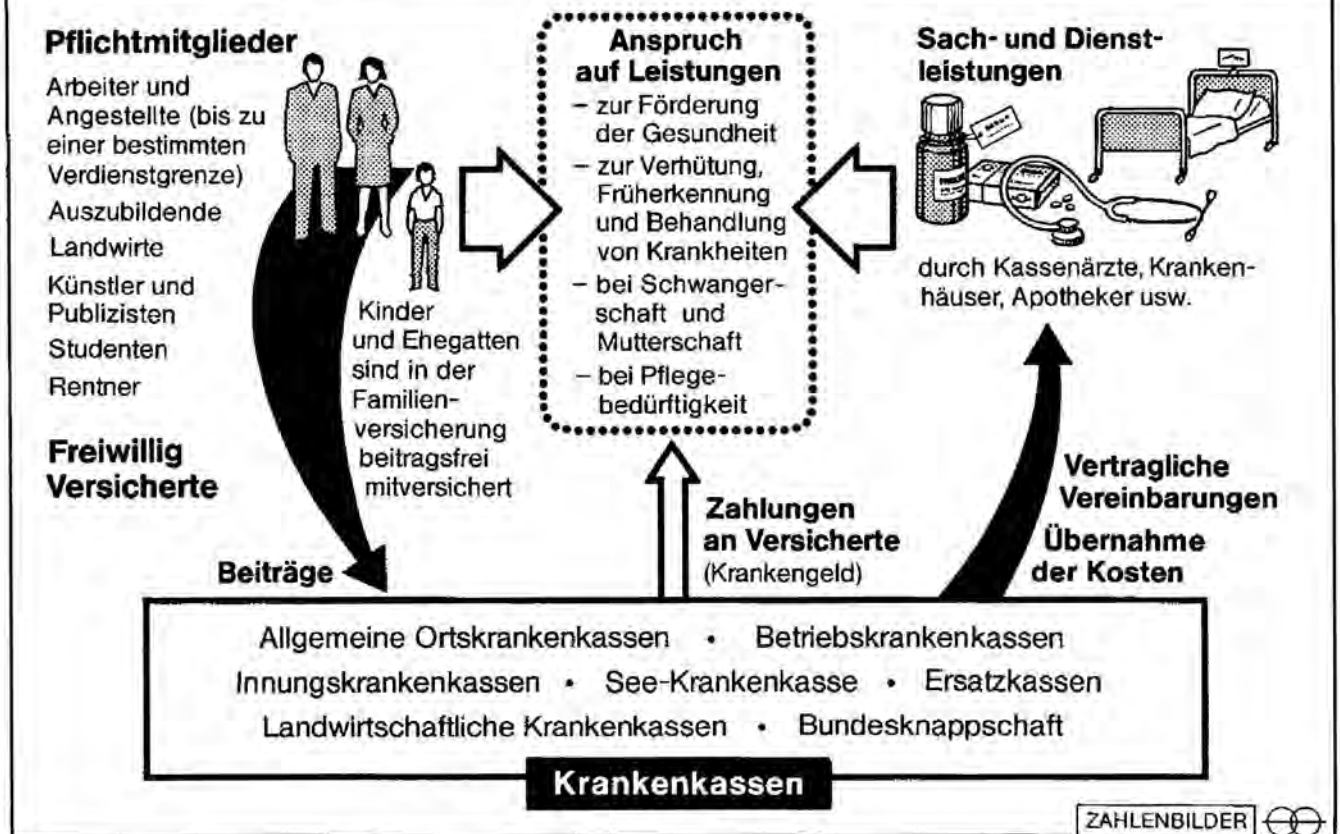 Pflichtmitglieder
Arbeiter und
Angestellte (bis zu
einer bestimmten
Verdienstgrenze)
Auszubildende
Landwirte
Künstler und
Publizisten
Studenten
Rentner
Freiwillig
Versicherte
Kinder
und Ehegatten
sind in der
Familien-
versicherung
beitragsfrei
mitversichert
Anspruch
auf Leistungen
– zur Förderung
der Gesundheit
– zur Verhütung,
Früherkennung
und Behandlung
von Krankheiten
– bei Schwanger-
schaft und
Mutterschaft
– bei Pflege-
bedürftigkeit
Sach- und Dienst-
leistungen
durch Kassenärzte, Kranken-
häuser, Apotheker usw.
Beiträge
Zahlungen
an Versicherte
(Krankengeld)
Vertragliche
Vereinbarungen
Übernahme
der Kosten
Allgemeine Ortskrankenkassen • Betriebskrankenkassen
Innungskrankenkassen • See-Krankenkasse • Ersatzkassen
Landwirtschaftliche Krankenkassen • Bundesknappschaft
Krankenkassen
ZAHLENBILDER